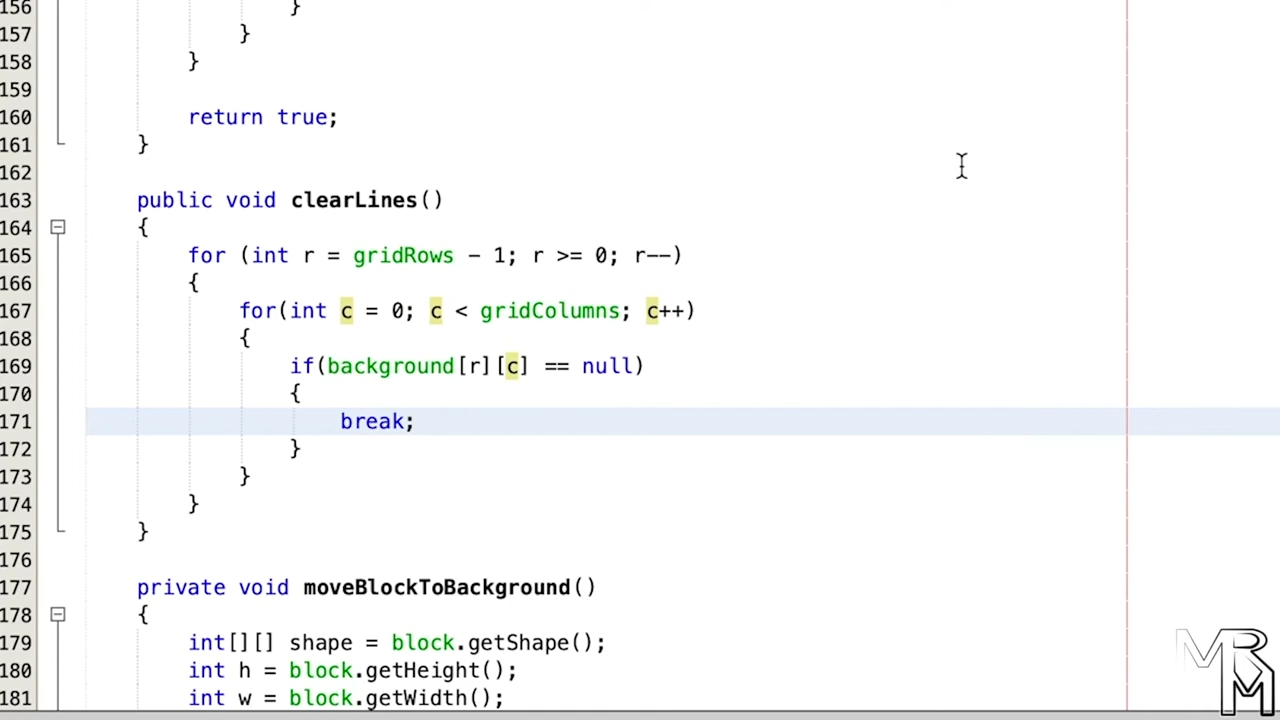 156 }
157 }
158 }
159
160 return true;
161 }
162
163 public void clearLines()
164 {
165 for (int r = gridRows - 1; r >= 0; r--)
166 {
167 for(int c = 0; c < gridColumns; c++)
168 {
169 if(background[r][c] == null)
170 {
171 break;
172 }
173 }
174 }
175 }
176
177 private void moveBlockToBackground()
178 {
179 int[][] shape = block.getShape();
180 int h = block.getHeight();
181 int w = block.getWidth();